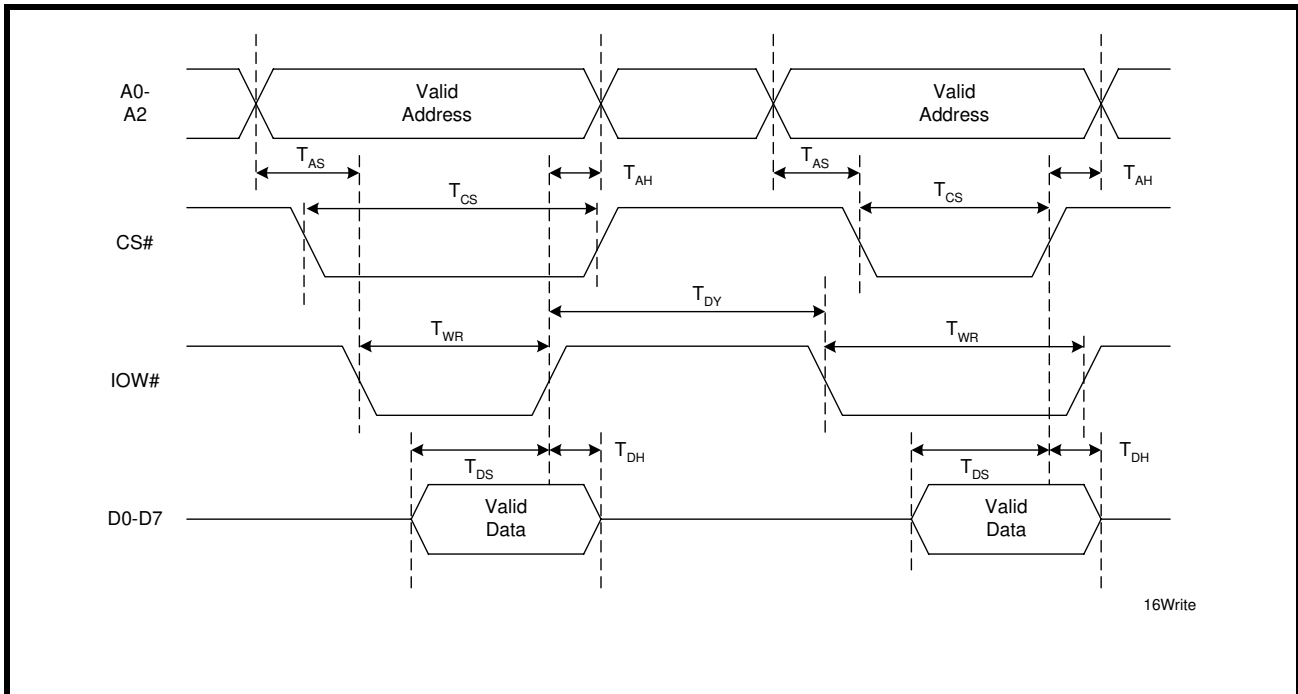 A0-
A2
Valid
Address
Valid
Address
TAS
TAH
TAS
TAH
TCS
TCS
CS#
TDY
TWR
TWR
IOW#
TDS
TDH
TDS
TDH
D0-D7
Valid
Data
Valid
Data
16Write